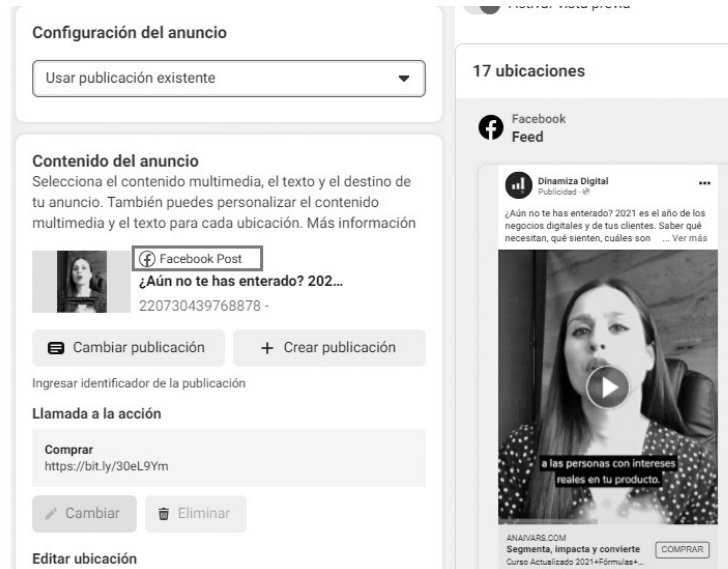 Configuración del anuncio
Usar publicación existente
Contenido del anuncio
Selecciona el contenido multimedia, el texto y el destino de
tu anuncio. También puedes personalizar el contenido
multimedia y el texto para cada ubicación. Más información
Facebook Post
¿Aún no te has enterado? 202...
220730439768878 -
Cambiar publicación
+ Crear publicación
Ingresar identificador de la publicación
Llamada a la acción
Comprar
https://bit.ly/30eL9Ym
Cambiar
Eliminar
Editar ubicación
Activar vista previa
17 ubicaciones
Facebook
Feed
Dinamiza Digital
Publicidad ·
¿Aún no te has enterado? 2021 es el año de los
negocios digitales y de tus clientes. Saber qué
necesitan, qué sienten, cuáles son ... Ver más
a las personas con intereses
reales en tu producto.
ANAIVARS.COM
Segmenta, impacta y convierte
Curso Actualizado 2021+Fórmulas+...
COMPRAR